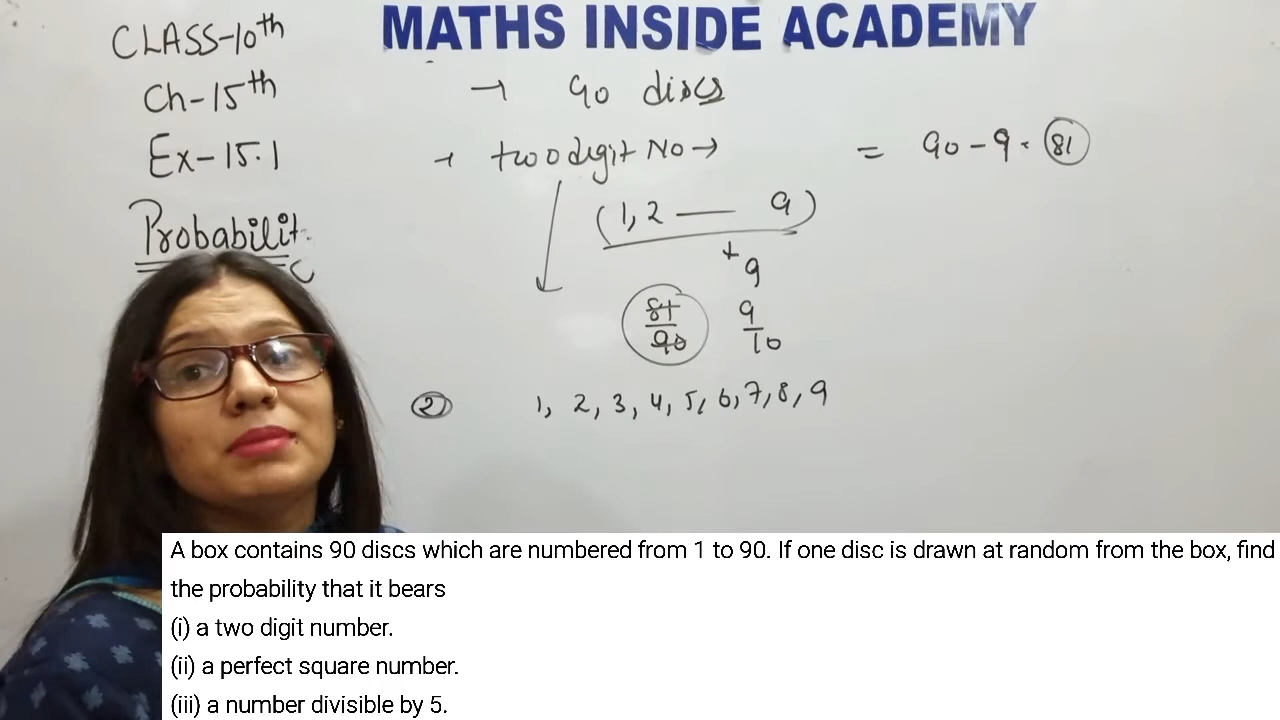 MATHS INSIDE ACADEMY
CLASS-10th
Ch-15th
Ex-15.1
Probabilit
→ 90 discs
→ two digit No → = 90-9 = 81
(1, 2 — 9)
+ 9
81/90 9/10
② 1, 2, 3, 4, 5, 6, 7, 8, 9
A box contains 90 discs which are numbered from 1 to 90. If one disc is drawn at random from the box, find
the probability that it bears
(i) a two digit number.
(ii) a perfect square number.
(iii) a number divisible by 5.